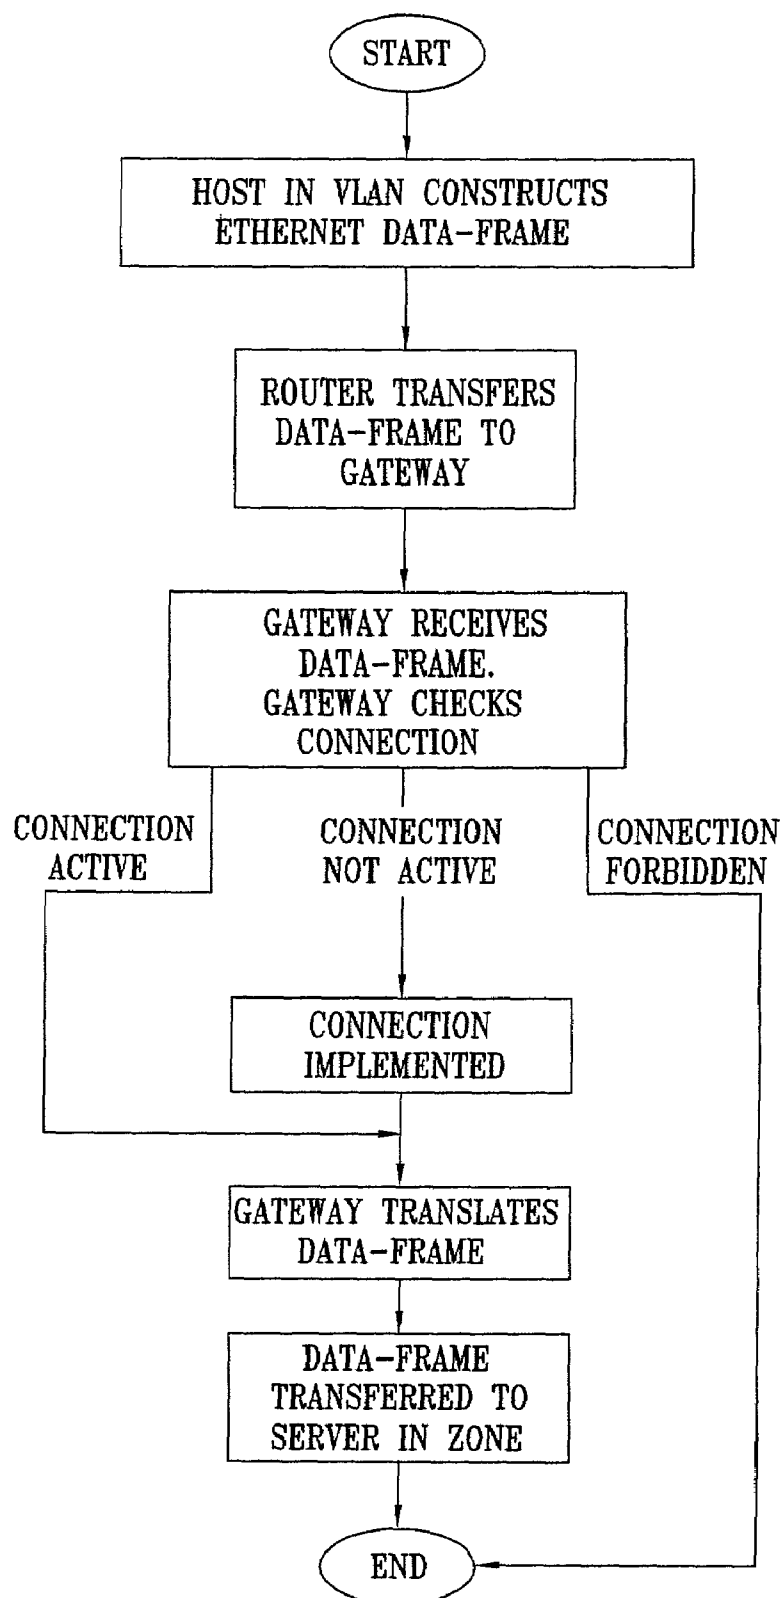 START
HOST IN VLAN CONSTRUCTS
ETHERNET DATA-FRAME
ROUTER TRANSFERS
DATA-FRAME TO
GATEWAY
GATEWAY RECEIVES
DATA-FRAME.
GATEWAY CHECKS
CONNECTION
CONNECTION
ACTIVE
CONNECTION
NOT ACTIVE
CONNECTION
FORBIDDEN
CONNECTION
IMPLEMENTED
GATEWAY TRANSLATES
DATA-FRAME
DATA-FRAME
TRANSFERRED TO
SERVER IN ZONE
END